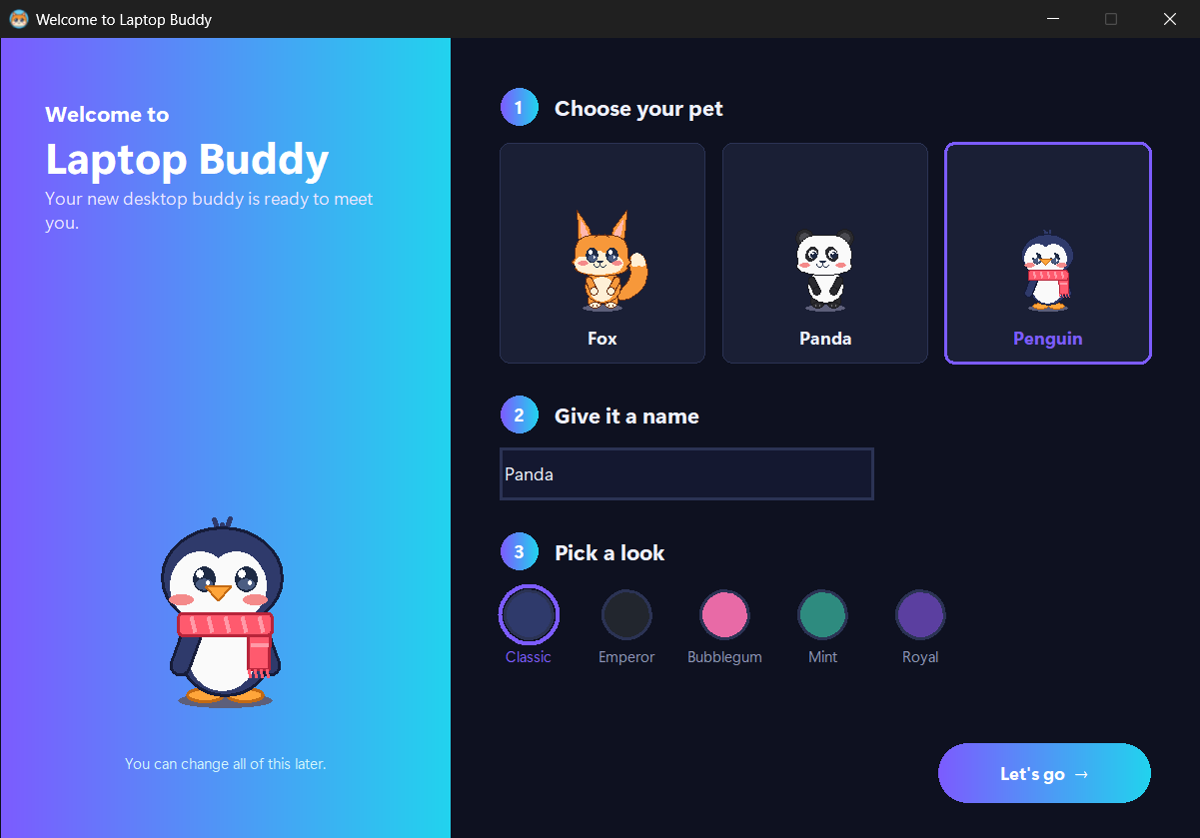 Welcome to Laptop Buddy
Welcome to
Laptop Buddy
Your new desktop buddy is ready to meet
you.
You can change all of this later.
1 Choose your pet
Fox
Panda
Penguin
2 Give it a name
Panda
3 Pick a look
Classic
Emperor
Bubblegum
Mint
Royal
Let's go →